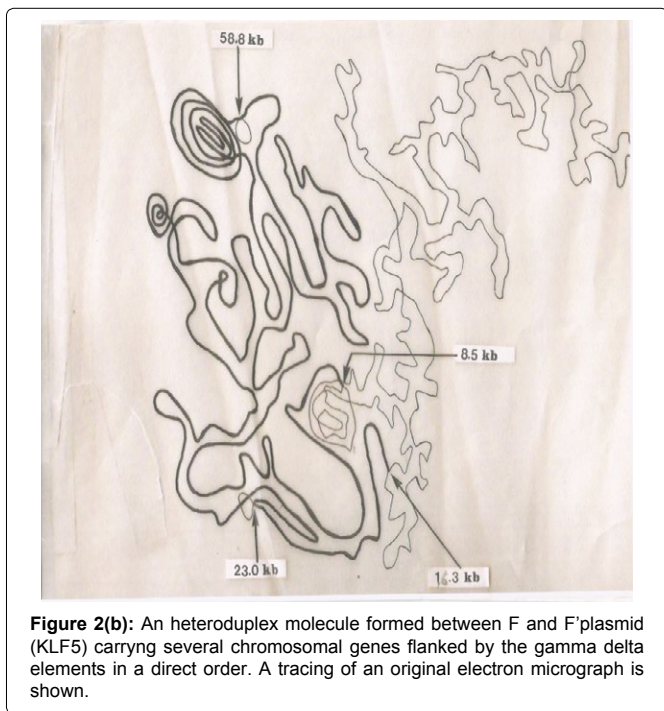 58.8 kb
8.5 kb
23.0 kb
16.3 kb
Figure 2(b): An heteroduplex molecule formed between F and F'plasmid
(KLF5) carryng several chromosomal genes flanked by the gamma delta
elements in a direct order. A tracing of an original electron micrograph is
shown.